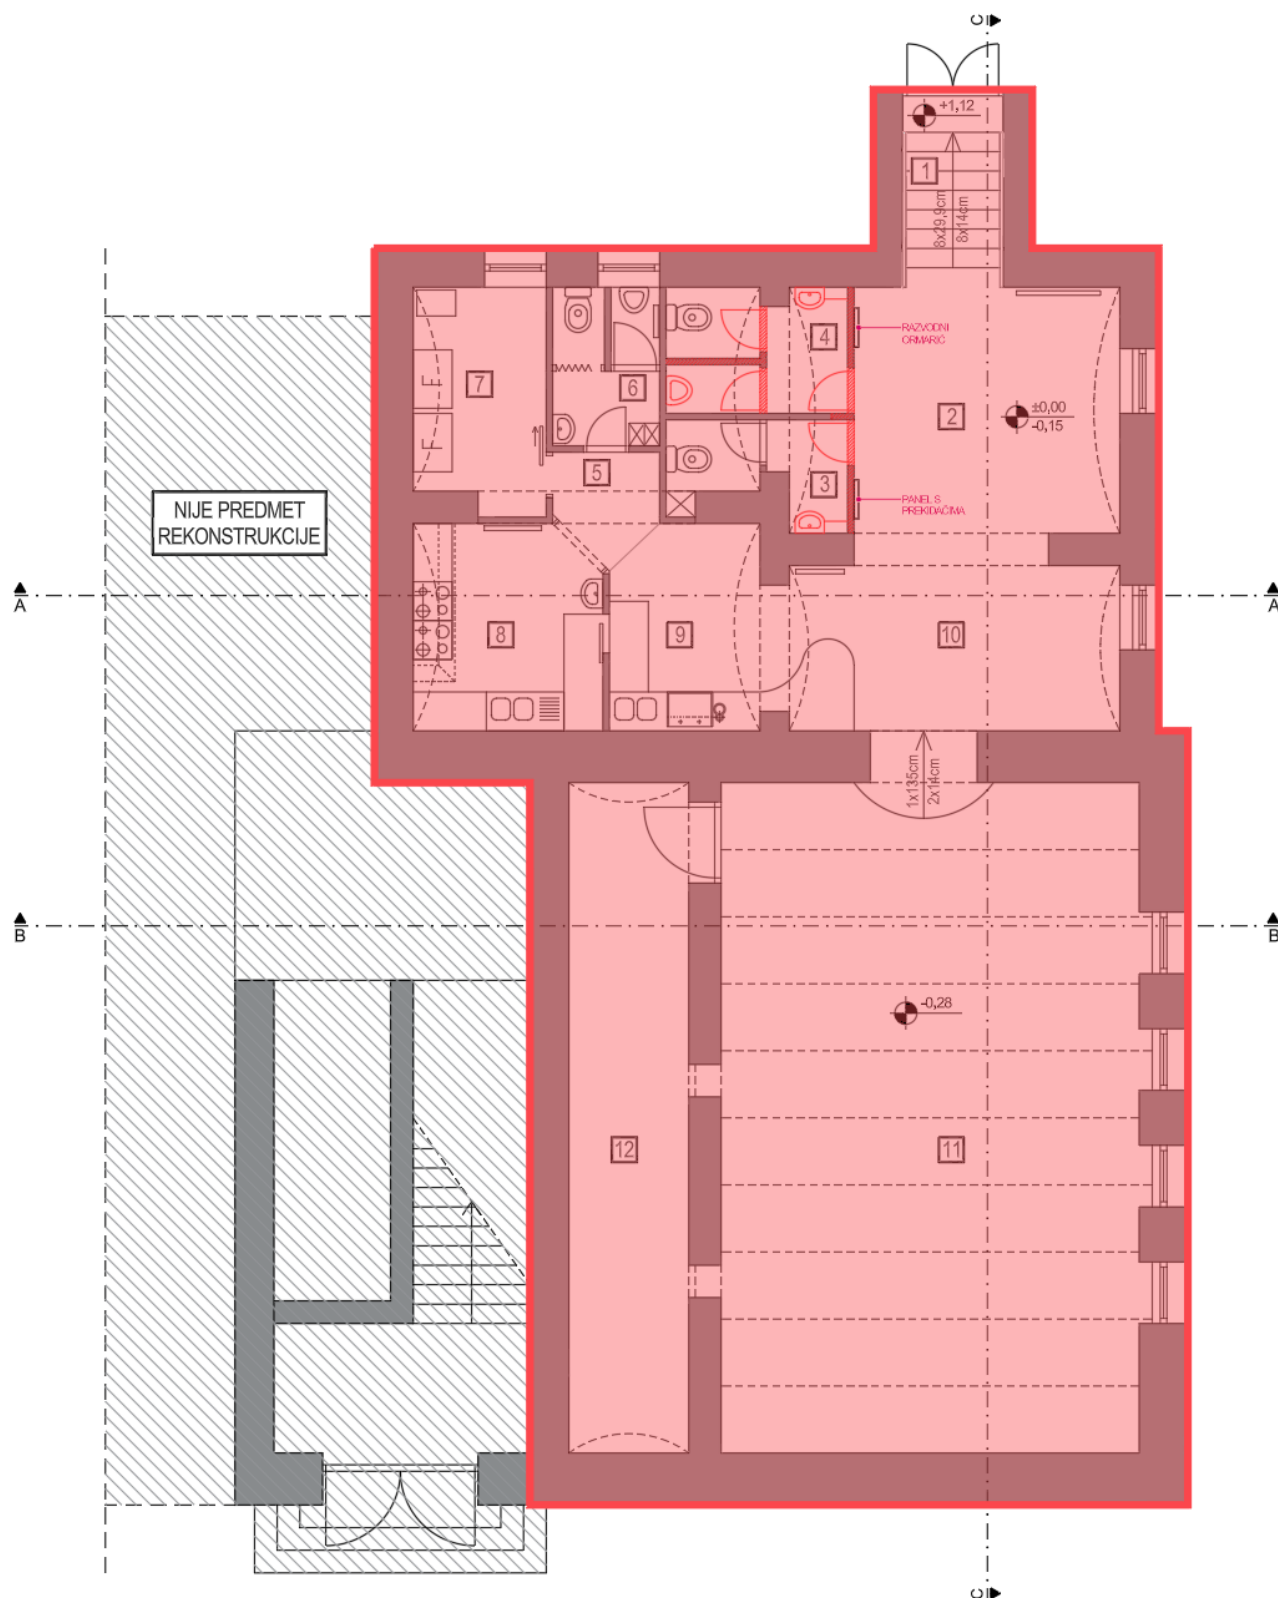 C
+1,12
1
8x29,9cm
8x14cm
4
RAZVODNI
ORMARIĆ
7
6
2
±0,00
-0,15
5
3
PANEL S
PREKIDAČIMA
NIJE PREDMET
REKONSTRUKCIJE
A
A
8
9
10
1x135cm
2x14cm
B
B
-0,28
12
11
C